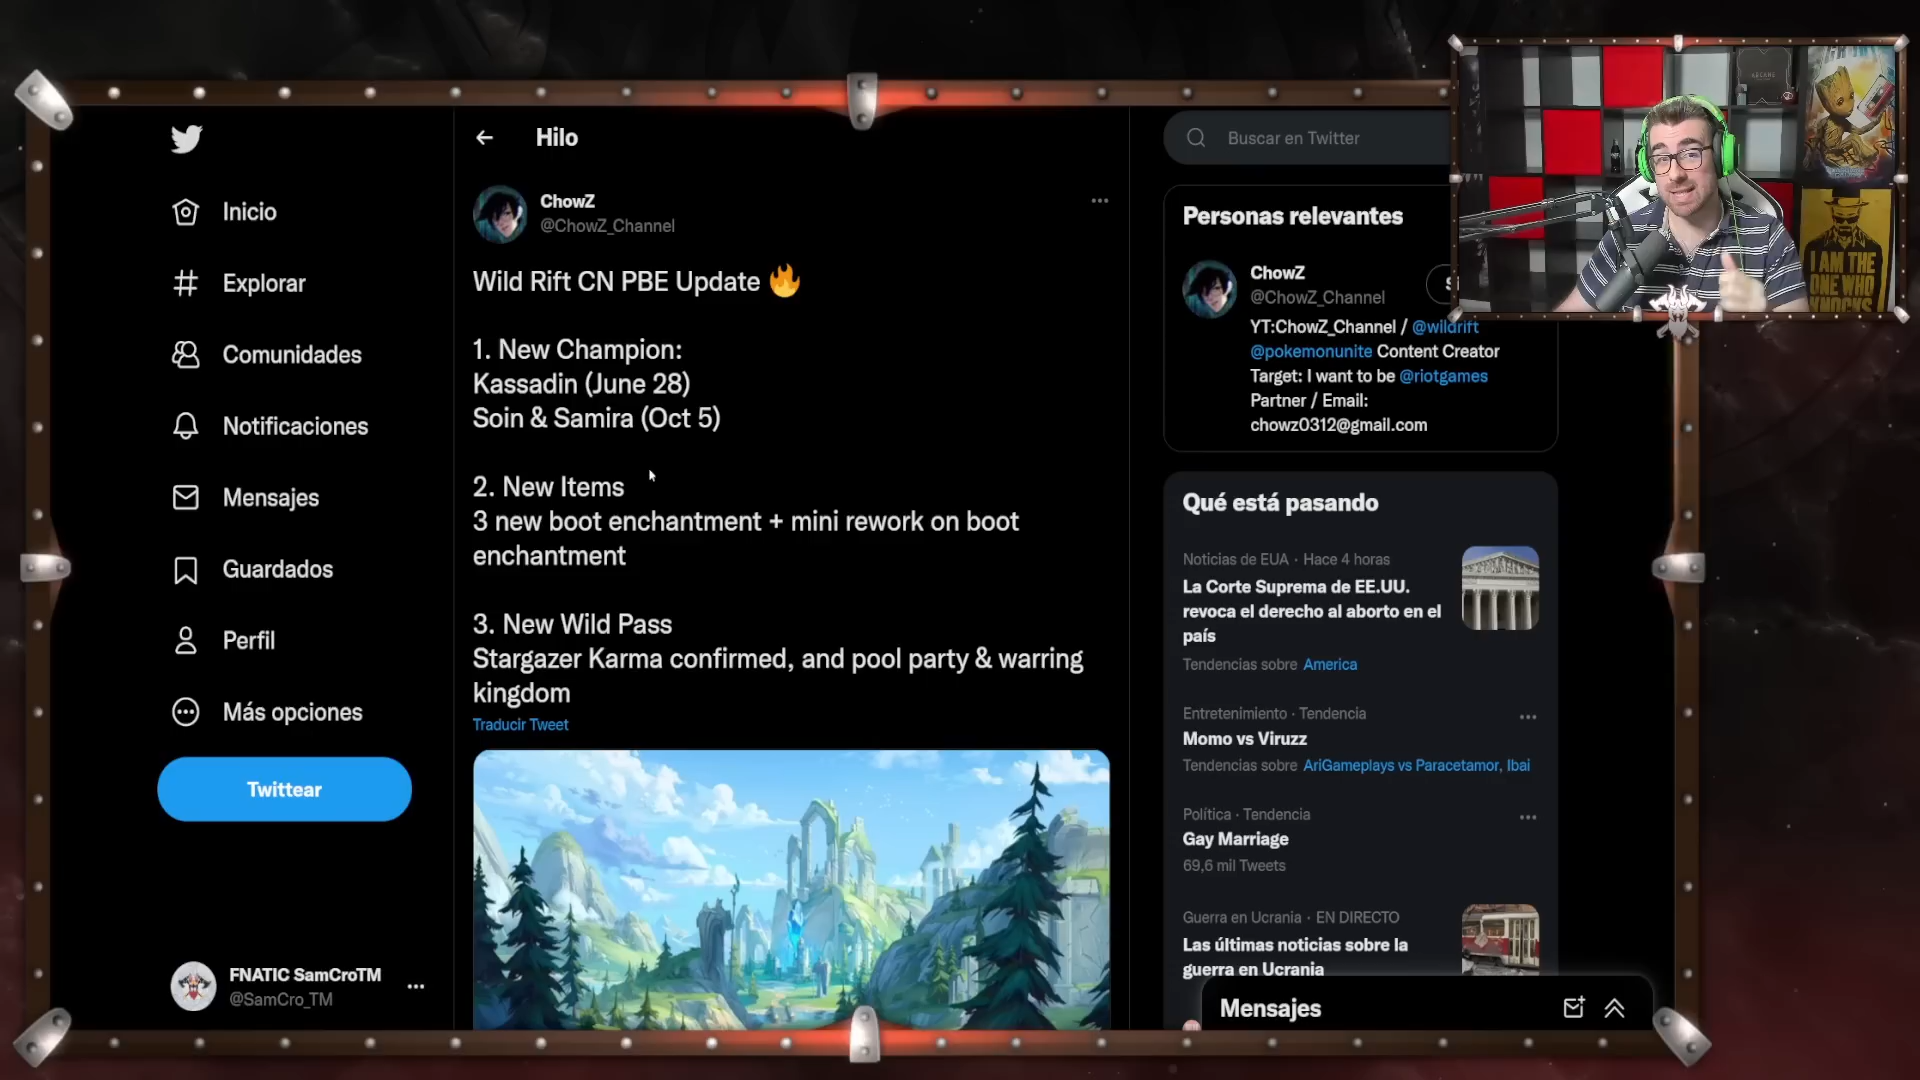 Inicio
Explorar
Comunidades
Notificaciones
Mensajes
Guardados
Perfil
Más opciones
Twittear
FNATIC SamCroTM
@SamCro_TM
Hilo
ChowZ
@ChowZ_Channel
Wild Rift CN PBE Update 🔥
1. New Champion:
Kassadin (June 28)
Soin & Samira (Oct 5)
2. New Items
3 new boot enchantment + mini rework on boot
enchantment
3. New Wild Pass
Stargazer Karma confirmed, and pool party & warring
kingdom
Traducir Tweet
Buscar en Twitter
Personas relevantes
ChowZ
@ChowZ_Channel
YT:ChowZ_Channel / @wildrift
@pokemonunite Content Creator
Target: I want to be @riotgames
Partner / Email:
chowz0312@gmail.com
Qué está pasando
Noticias de EUA · Hace 4 horas
La Corte Suprema de EE.UU.
revoca el derecho al aborto en el
país
Tendencias sobre America
Entretenimiento · Tendencia
Momo vs Viruzz
Tendencias sobre AriGameplays vs Paracetamor, Ibai
Política · Tendencia
Gay Marriage
69,6 mil Tweets
Guerra en Ucrania · EN DIRECTO
Las últimas noticias sobre la
guerra en Ucrania
Mensajes
ARCANE
I AM THE
ONE WHO
KNOCKS